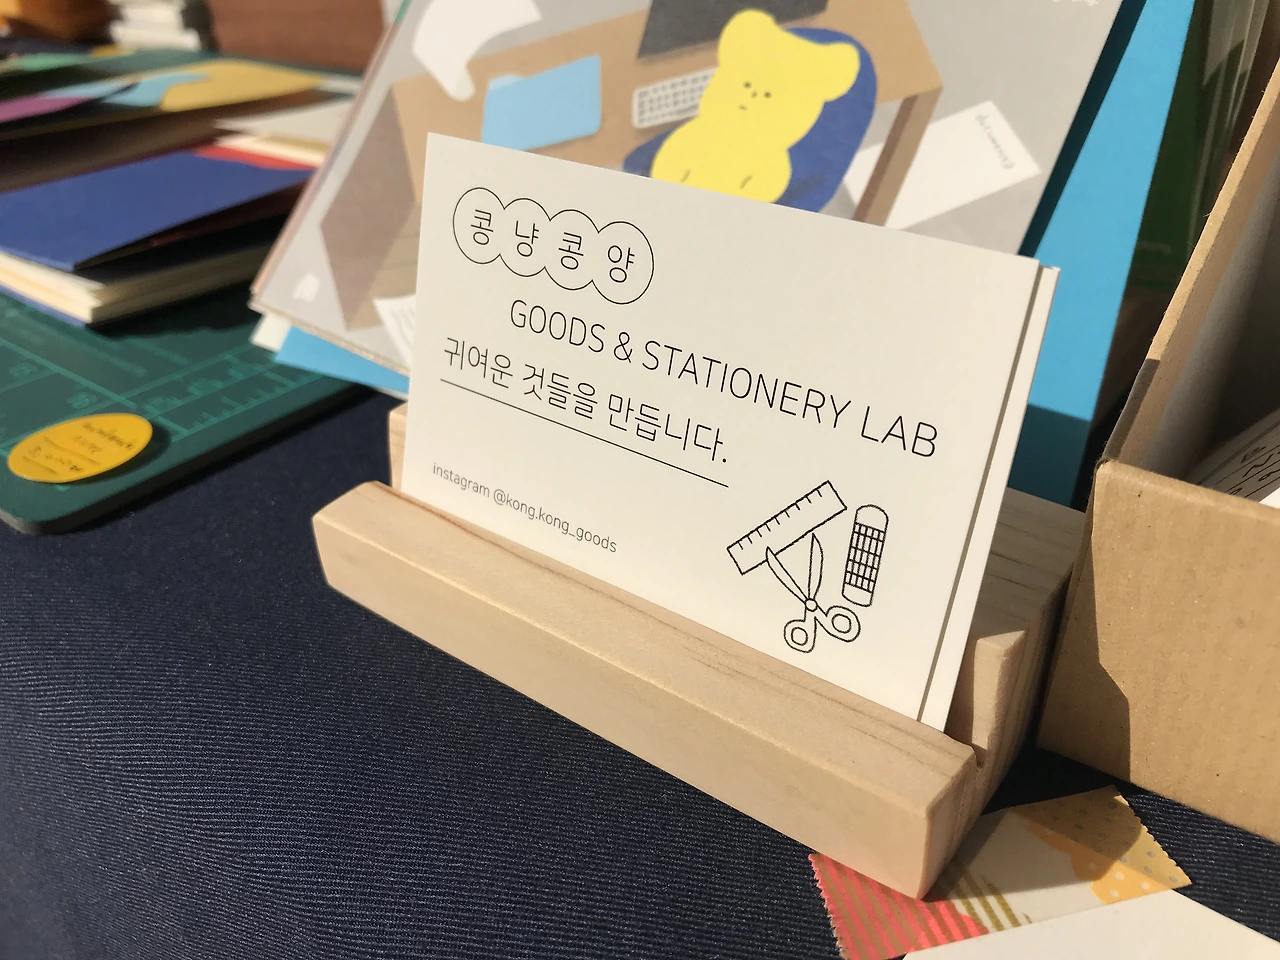 콩냥콩양
GOODS & STATIONERY LAB
귀여운 것들을 만듭니다.
instagram @kong.kong_goods